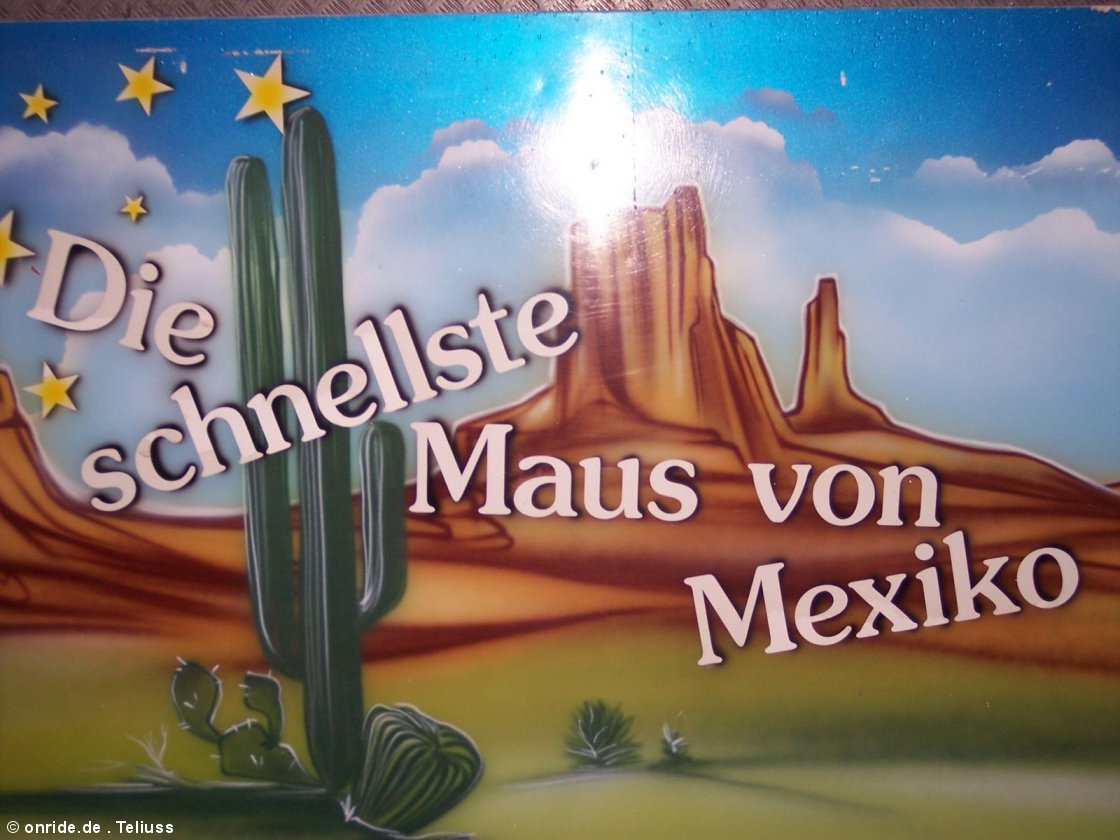 Die
schnellste
Maus von
Mexiko
© onride.de . Teliuss